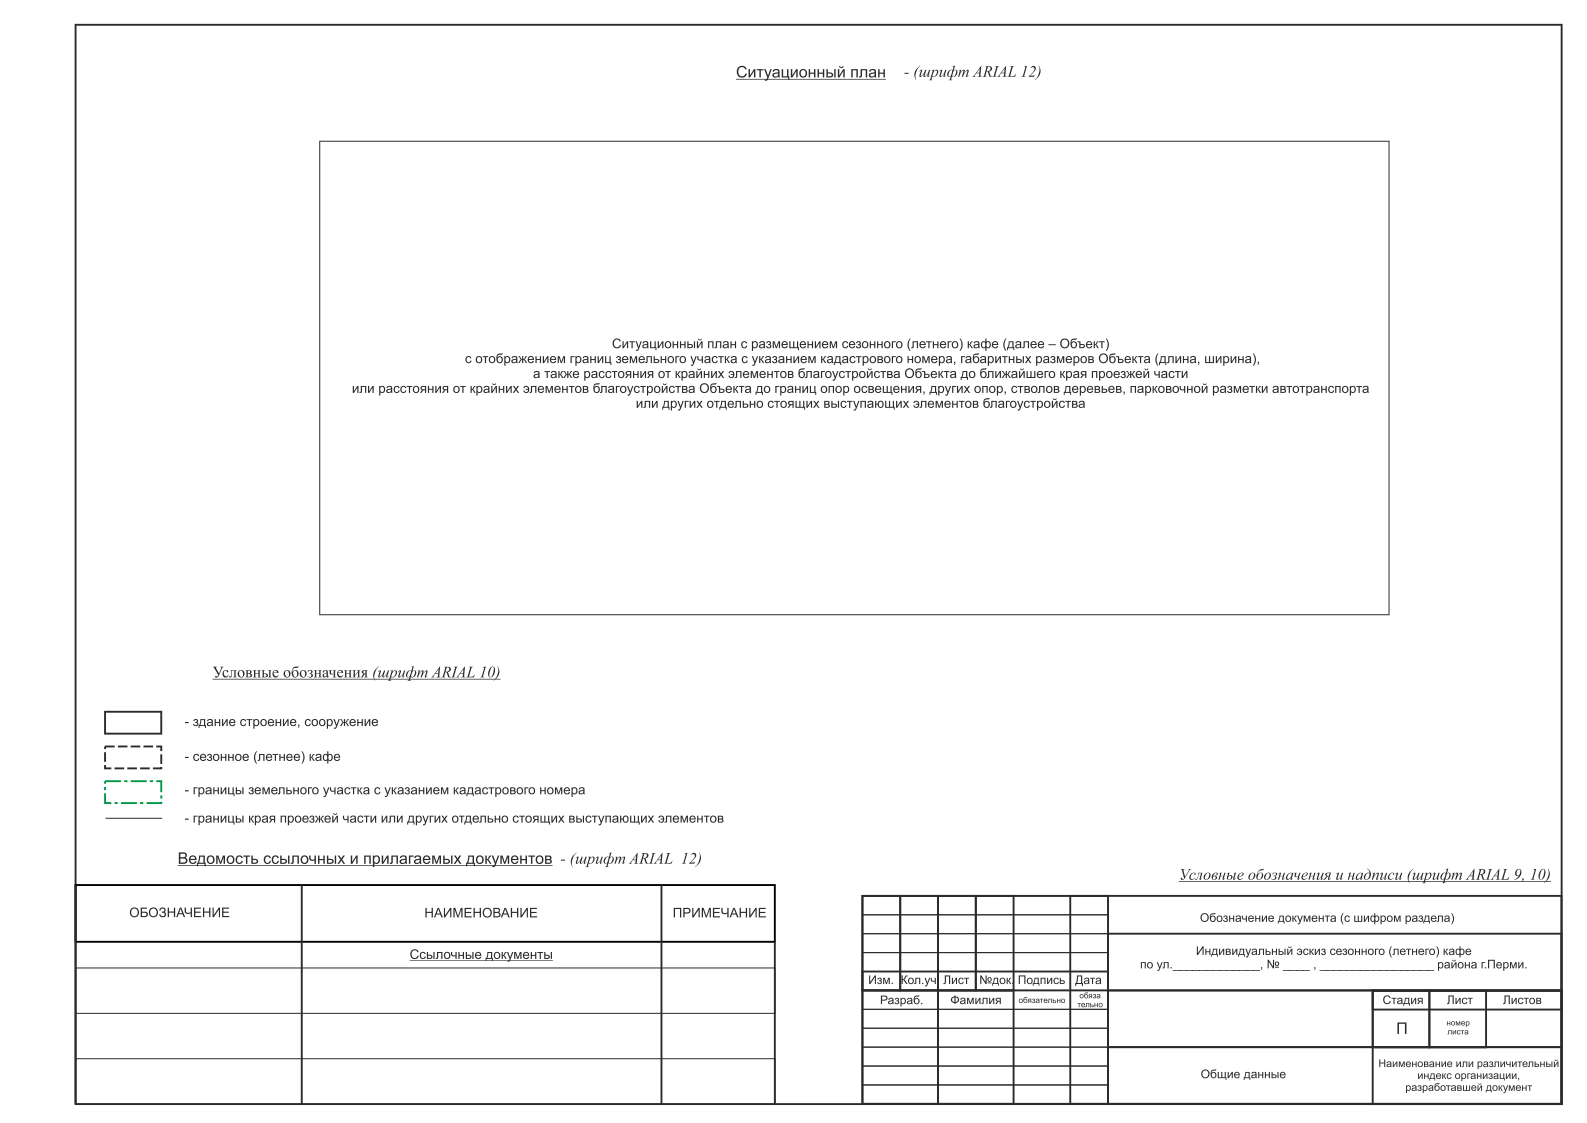 Ситуационный план - (шрифт ARIAL 12)
Ситуационный план с размещением сезонного (летнего) кафе (далее – Объект)
с отображением границ земельного участка с указанием кадастрового номера, габаритных размеров Объекта (длина, ширина),
а также расстояния от крайних элементов благоустройства Объекта до ближайшего края проезжей части
или расстояния от крайних элементов благоустройства Объекта до границ опор освещения, других опор, стволов деревьев, парковочной разметки автотранспорта
или других отдельно стоящих выступающих элементов благоустройства
Условные обозначения (шрифт ARIAL 10)
- здание строение, сооружение
- сезонное (летнее) кафе
- границы земельного участка с указанием кадастрового номера
- границы края проезжей части или других отдельно стоящих выступающих элементов
Ведомость ссылочных и прилагаемых документов - (шрифт ARIAL 12)
ОБОЗНАЧЕНИЕ НАИМЕНОВАНИЕ ПРИМЕЧАНИЕ
Ссылочные документы
Условные обозначения и надписи (шрифт ARIAL 9, 10)
Обозначение документа (с шифром раздела)
Индивидуальный эскиз сезонного (летнего) кафе
по ул._____________, № ____ , _________________ района г.Перми.
Изм. Кол.уч Лист №док. Подпись Дата
Разраб. Фамилия обязательно обяза
тельно
Стадия Лист Листов
П номер
листа
Общие данные
Наименование или различительный
индекс организации,
разработавшей документ